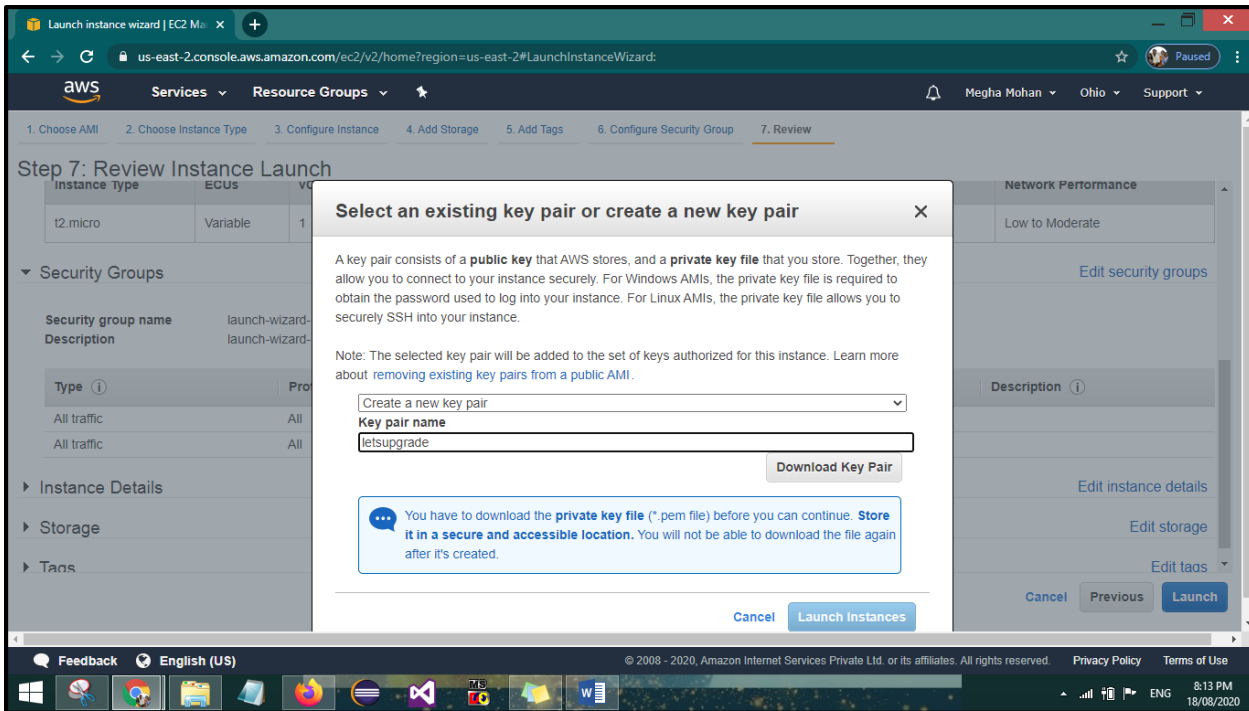 Launch instance wizard | EC2 Ma
us-east-2.console.aws.amazon.com/ec2/v2/home?region=us-east-2#LaunchInstanceWizard:
Paused
aws
Services
Resource Groups
Megha Mohan
Ohio
Support
1. Choose AMI
2. Choose Instance Type
3. Configure Instance
4. Add Storage
5. Add Tags
6. Configure Security Group
7. Review
Step 7: Review Instance Launch
Instance Type
ECUs
Network Performance
t2.micro
Variable
1
Low to Moderate
Security Groups
Edit security groups
Security group name
launch-wizard-
Description
launch-wizard-
Type
Description
All traffic
All
All traffic
All
Instance Details
Edit instance details
Storage
Edit storage
Tags
Edit tags
Cancel
Previous
Launch
Select an existing key pair or create a new key pair
A key pair consists of a public key that AWS stores, and a private key file that you store. Together, they
allow you to connect to your instance securely. For Windows AMIs, the private key file is required to
obtain the password used to log into your instance. For Linux AMIs, the private key file allows you to
securely SSH into your instance.
Note: The selected key pair will be added to the set of keys authorized for this instance. Learn more
about removing existing key pairs from a public AMI.
Create a new key pair
Key pair name
letsupgrade
Download Key Pair
You have to download the private key file (*.pem file) before you can continue. Store
it in a secure and accessible location. You will not be able to download the file again
after it's created.
Cancel
Launch Instances
Feedback
English (US)
© 2008 - 2020, Amazon Internet Services Private Ltd. or its affiliates. All rights reserved.
Privacy Policy
Terms of Use
ENG
8:13 PM
18/08/2020